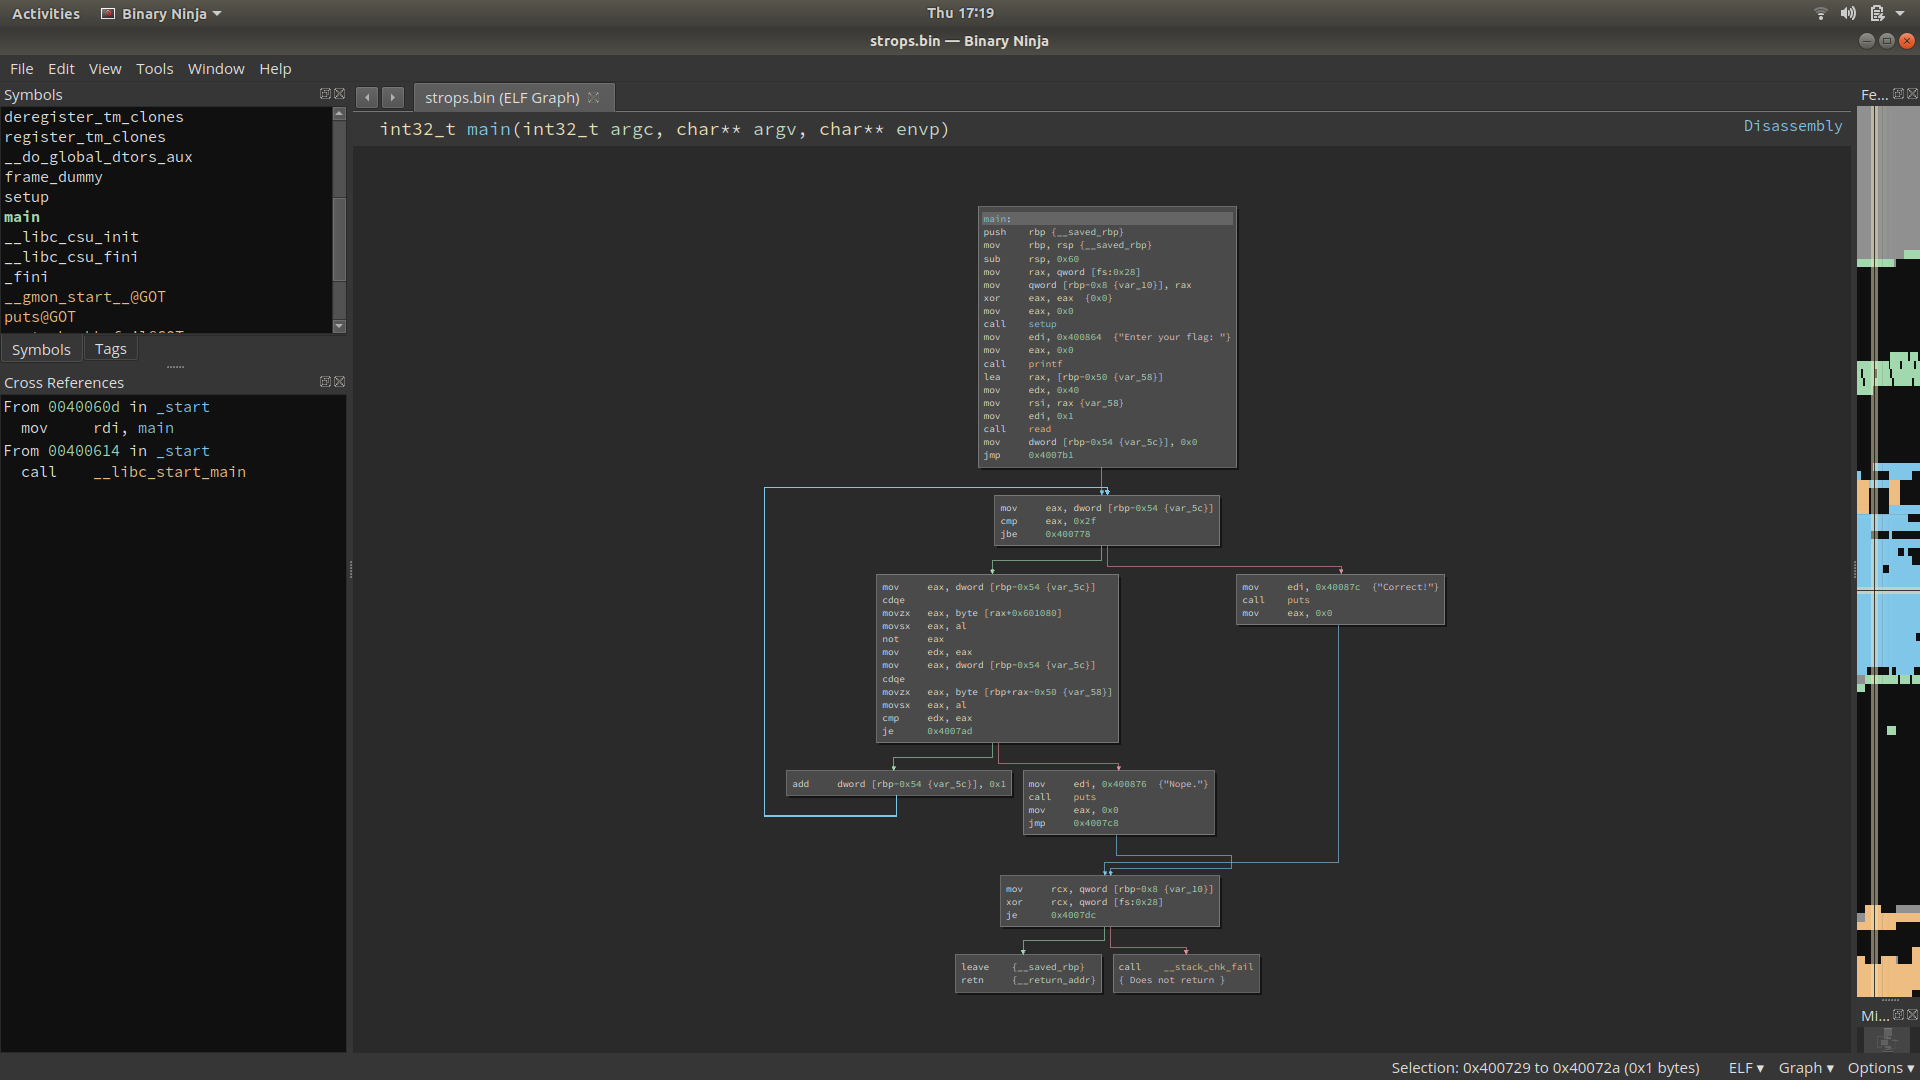 Activities Binary Ninja Thu 17:19
strops.bin — Binary Ninja
File Edit View Tools Window Help
Symbols
deregister_tm_clones
register_tm_clones
__do_global_dtors_aux
frame_dummy
setup
main
__libc_csu_init
__libc_csu_fini
_fini
__gmon_start__@GOT
puts@GOT
Symbols Tags
Cross References
From 0040060d in _start
mov rdi, main
From 00400614 in _start
call __libc_start_main
strops.bin (ELF Graph)
int32_t main(int32_t argc, char** argv, char** envp)
Disassembly
main:
push rbp {__saved_rbp}
mov rbp, rsp {__saved_rbp}
sub rsp, 0x60
mov rax, qword [fs:0x28]
mov qword [rbp-0x8 {var_10}], rax
xor eax, eax {0x0}
mov eax, 0x0
call setup
mov edi, 0x400864 {"Enter your flag: "}
mov eax, 0x0
call printf
lea rax, [rbp-0x50 {var_58}]
mov edx, 0x40
mov rsi, rax {var_58}
mov edi, 0x1
call read
mov dword [rbp-0x54 {var_5c}], 0x0
jmp 0x4007b1
mov eax, dword [rbp-0x54 {var_5c}]
cmp eax, 0x2f
jbe 0x400778
mov eax, dword [rbp-0x54 {var_5c}]
cdqe
movzx eax, byte [rax+0x601080]
movsx eax, al
not eax
mov edx, eax
mov eax, dword [rbp-0x54 {var_5c}]
cdqe
movzx eax, byte [rbp+rax-0x50 {var_58}]
movsx eax, al
cmp edx, eax
je 0x4007ad
mov edi, 0x40087c {"Correct!"}
call puts
mov eax, 0x0
add dword [rbp-0x54 {var_5c}], 0x1
mov edi, 0x400876 {"Nope."}
call puts
mov eax, 0x0
jmp 0x4007c8
mov rcx, qword [rbp-0x8 {var_10}]
xor rcx, qword [fs:0x28]
je 0x4007dc
leave {__saved_rbp}
retn {__return_addr}
call __stack_chk_fail
{ Does not return }
Fe...
Mi...
Selection: 0x400729 to 0x40072a (0x1 bytes) ELF Graph Options